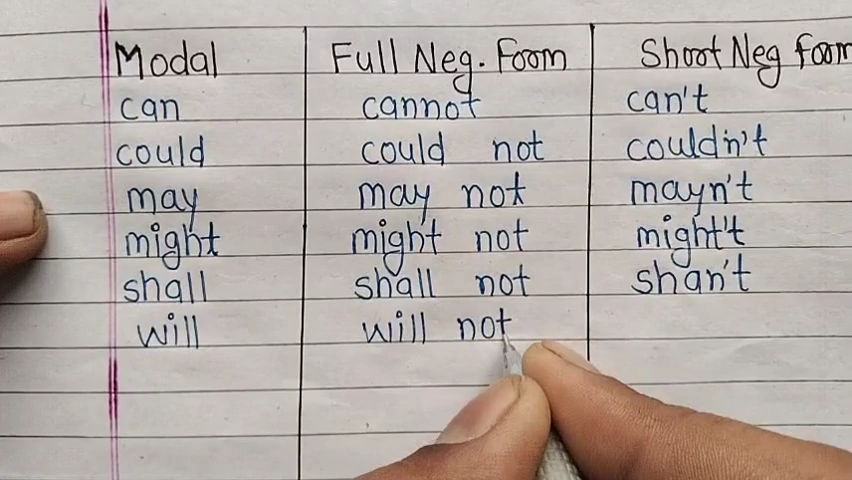 Modal Full Neg. Form Short Neg form
can cannot can't
could could not couldn't
may may not mayn't
might might not might't
shall shall not shan't
will will not